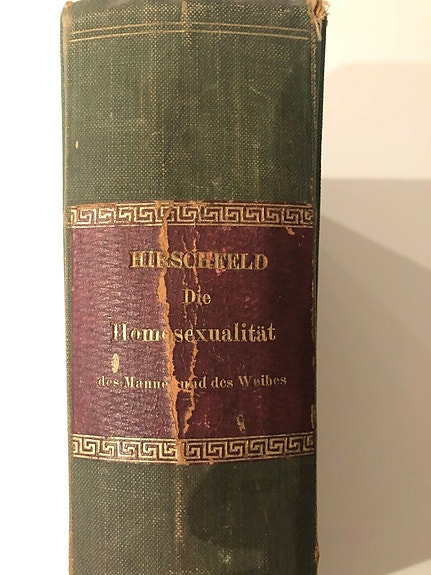 HIRSCHFELD
Die
Homosexualität
des Mannes und des Weibes